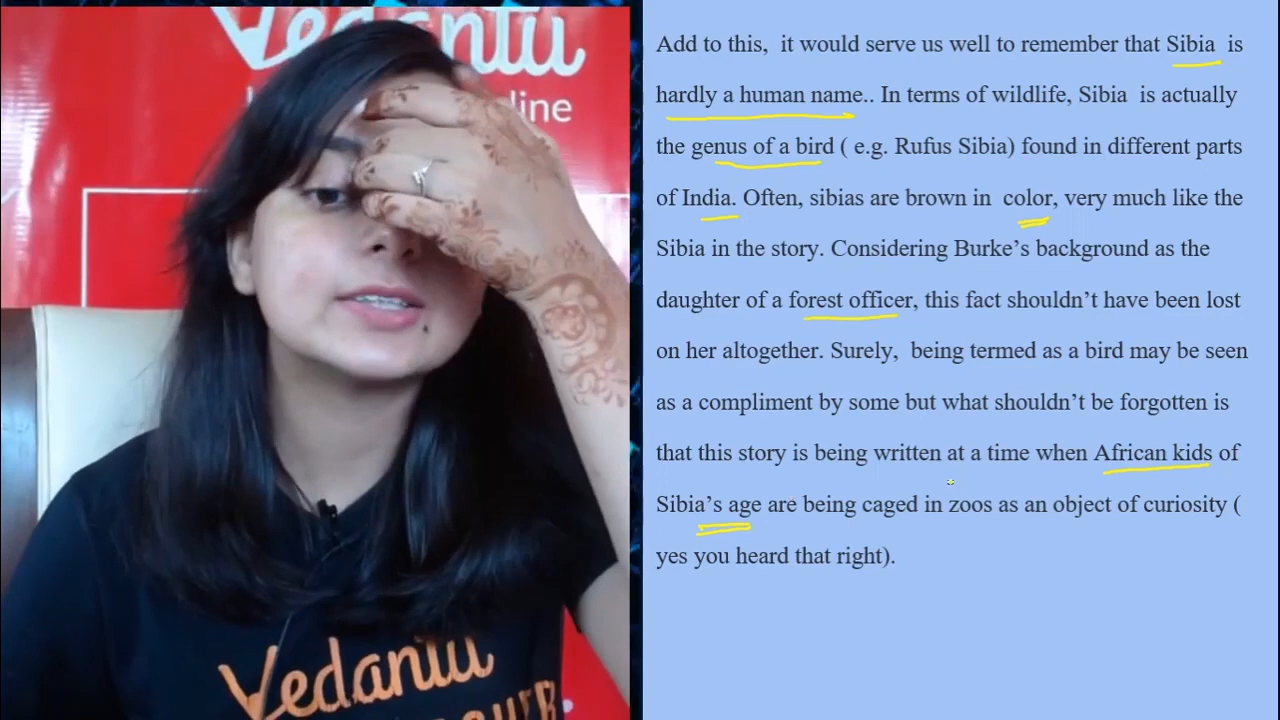 Vedantu
line
Vedantu
Add to this, it would serve us well to remember that Sibia is
hardly a human name.. In terms of wildlife, Sibia is actually
the genus of a bird ( e.g. Rufus Sibia) found in different parts
of India. Often, sibias are brown in color, very much like the
Sibia in the story. Considering Burke’s background as the
daughter of a forest officer, this fact shouldn’t have been lost
on her altogether. Surely, being termed as a bird may be seen
as a compliment by some but what shouldn’t be forgotten is
that this story is being written at a time when African kids of
Sibia’s age are being caged in zoos as an object of curiosity (
yes you heard that right).